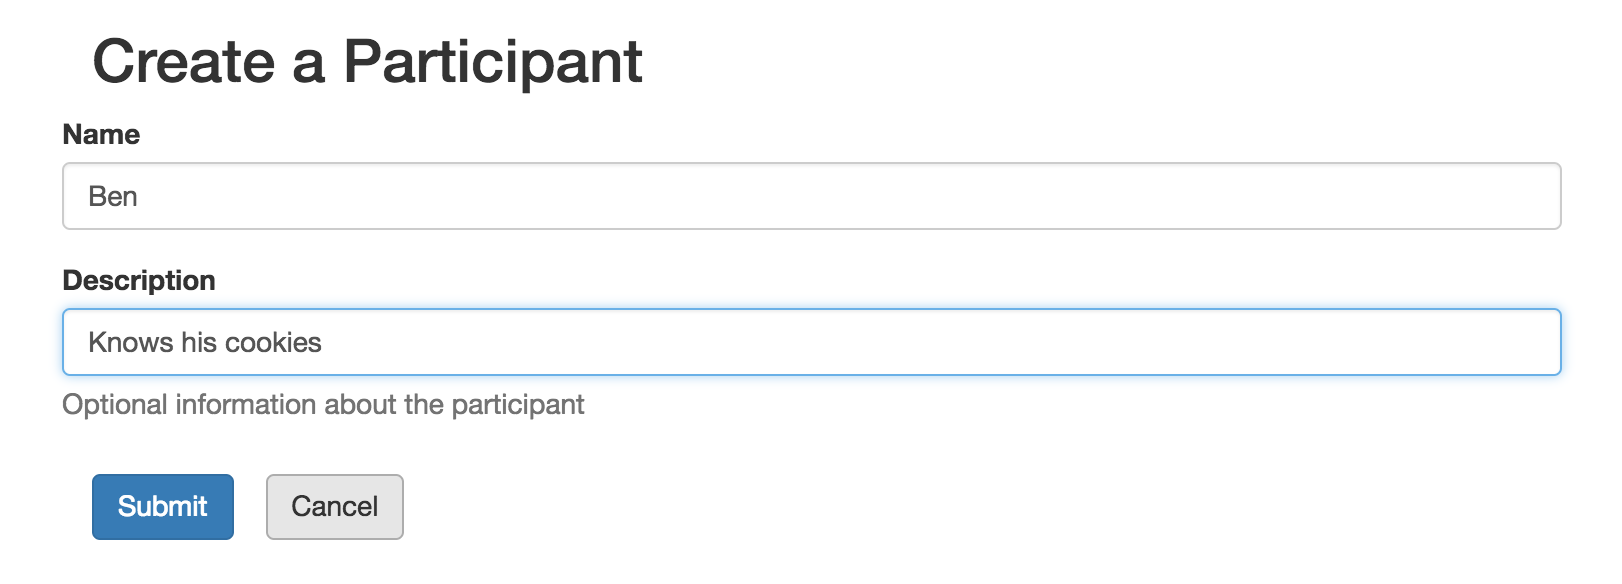 Create a Participant
Name
Ben
Description
Knows his cookies
Optional information about the participant
Submit Cancel